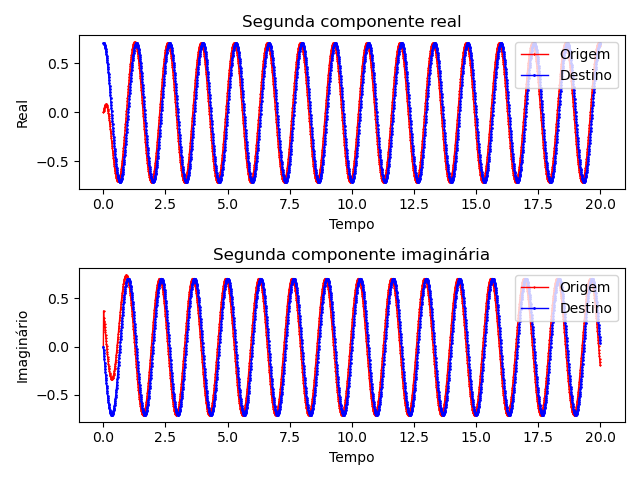 Segunda componente real
Real
0.5
0.0
−0.5
Origem
Destino
0.0 2.5 5.0 7.5 10.0 12.5 15.0 17.5 20.0
Tempo
Segunda componente imaginária
Imaginário
0.5
0.0
−0.5
Origem
Destino
0.0 2.5 5.0 7.5 10.0 12.5 15.0 17.5 20.0
Tempo